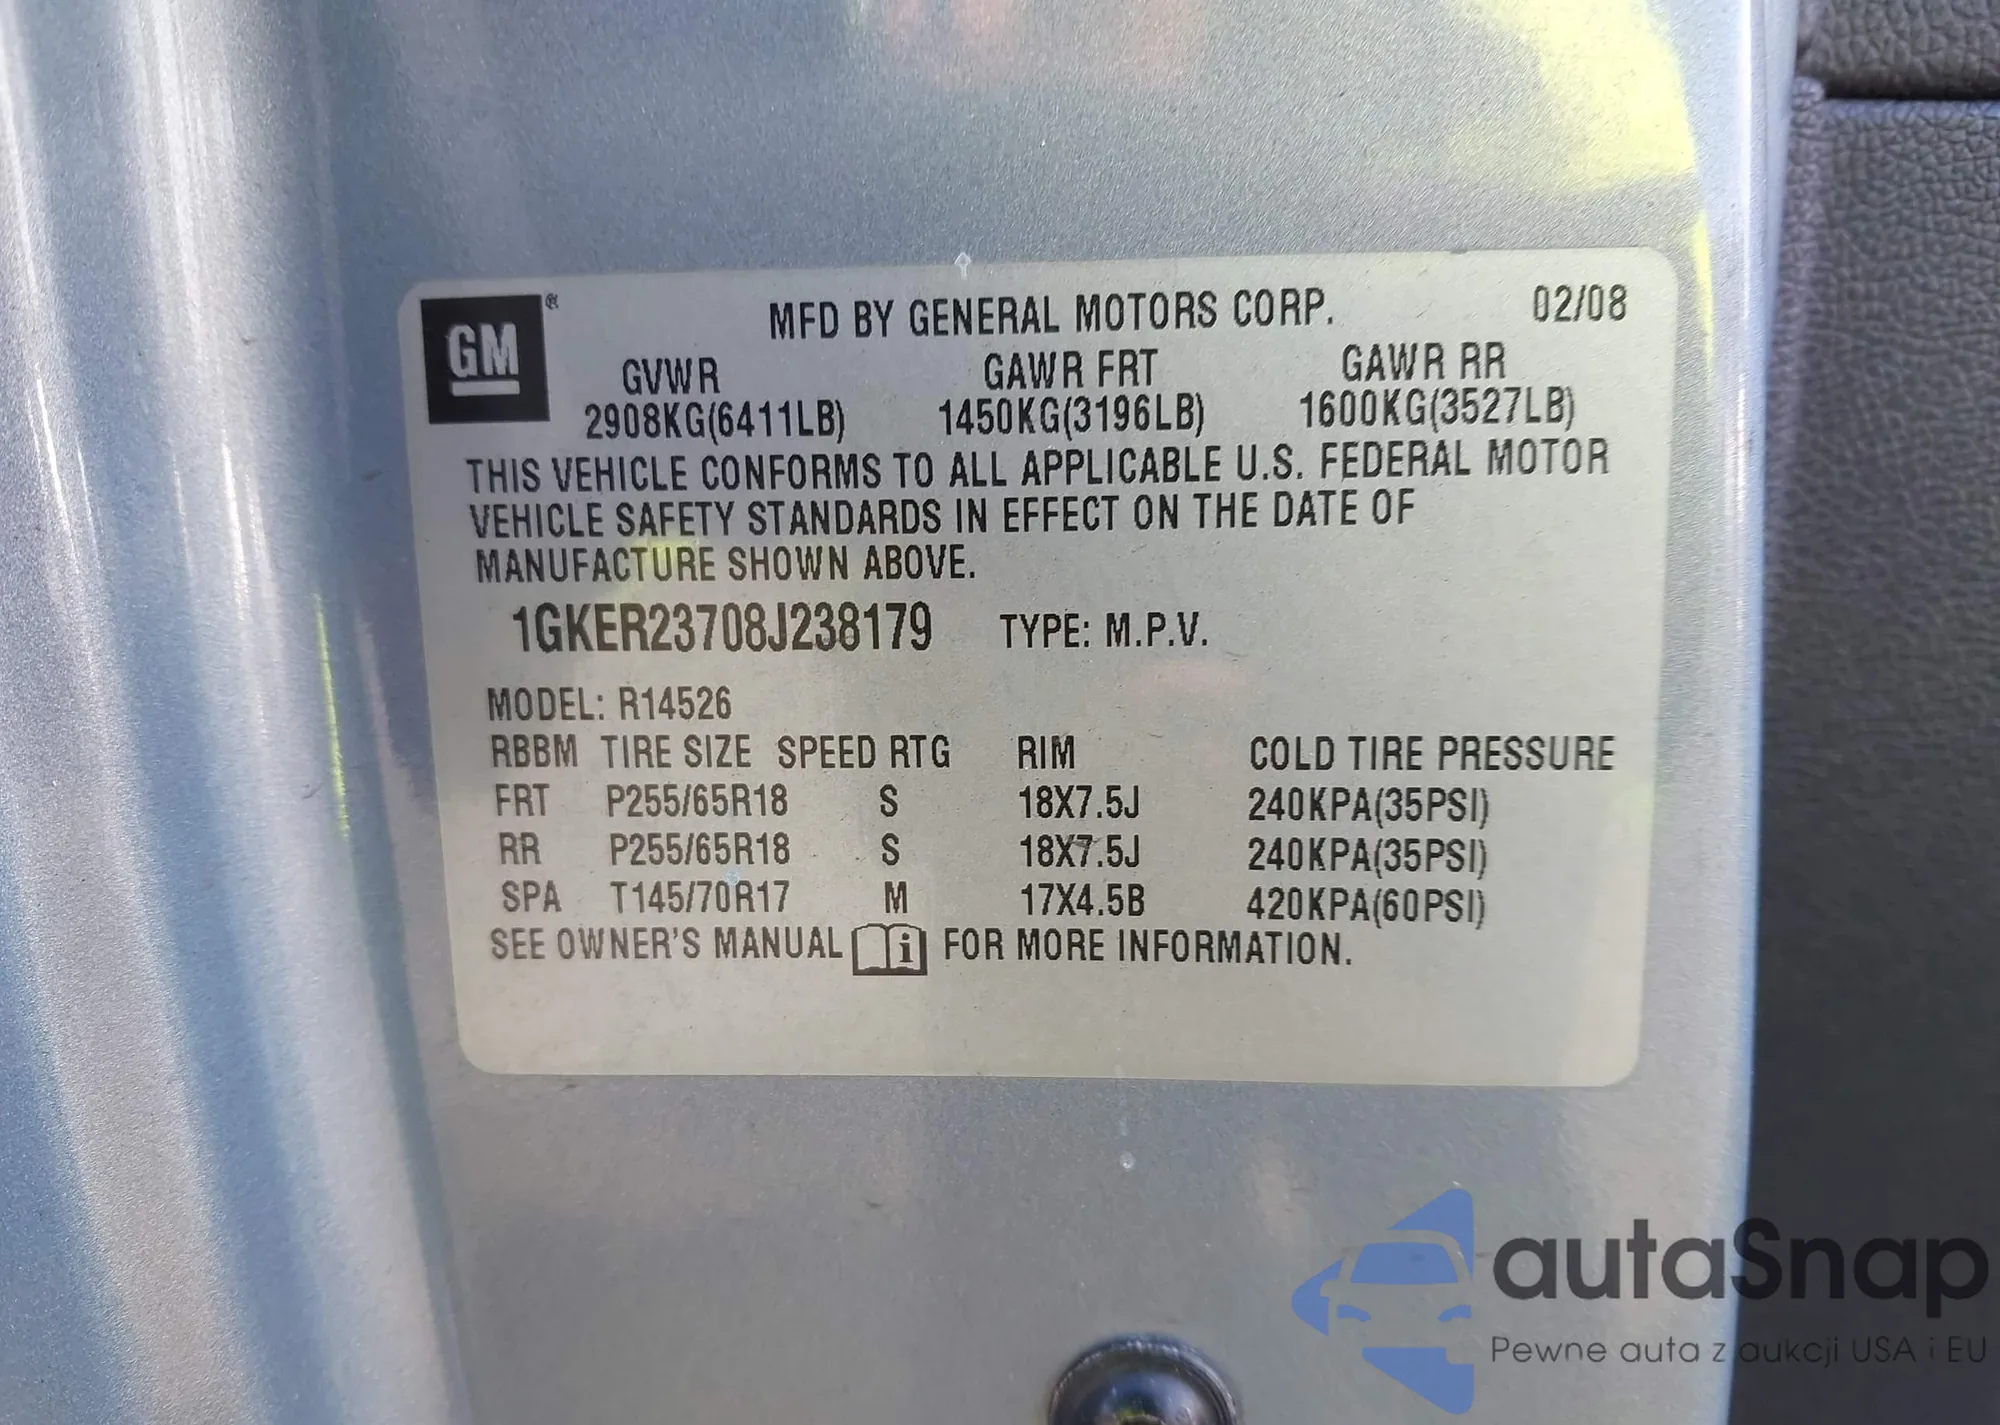 GM ®
MFD BY GENERAL MOTORS CORP. 02/08
GVWR GAWR FRT GAWR RR
2908KG(6411LB) 1450KG(3196LB) 1600KG(3527LB)
THIS VEHICLE CONFORMS TO ALL APPLICABLE U.S. FEDERAL MOTOR
VEHICLE SAFETY STANDARDS IN EFFECT ON THE DATE OF
MANUFACTURE SHOWN ABOVE.
1GKER23708J238179 TYPE: M.P.V.
MODEL: R14526
RBBM TIRE SIZE SPEED RTG RIM COLD TIRE PRESSURE
FRT P255/65R18 S 18X7.5J 240KPA(35PSI)
RR P255/65R18 S 18X7.5J 240KPA(35PSI)
SPA T145/70R17 M 17X4.5B 420KPA(60PSI)
SEE OWNER'S MANUAL i FOR MORE INFORMATION.
autaSnap
Pewne auta z aukcji USA i EU